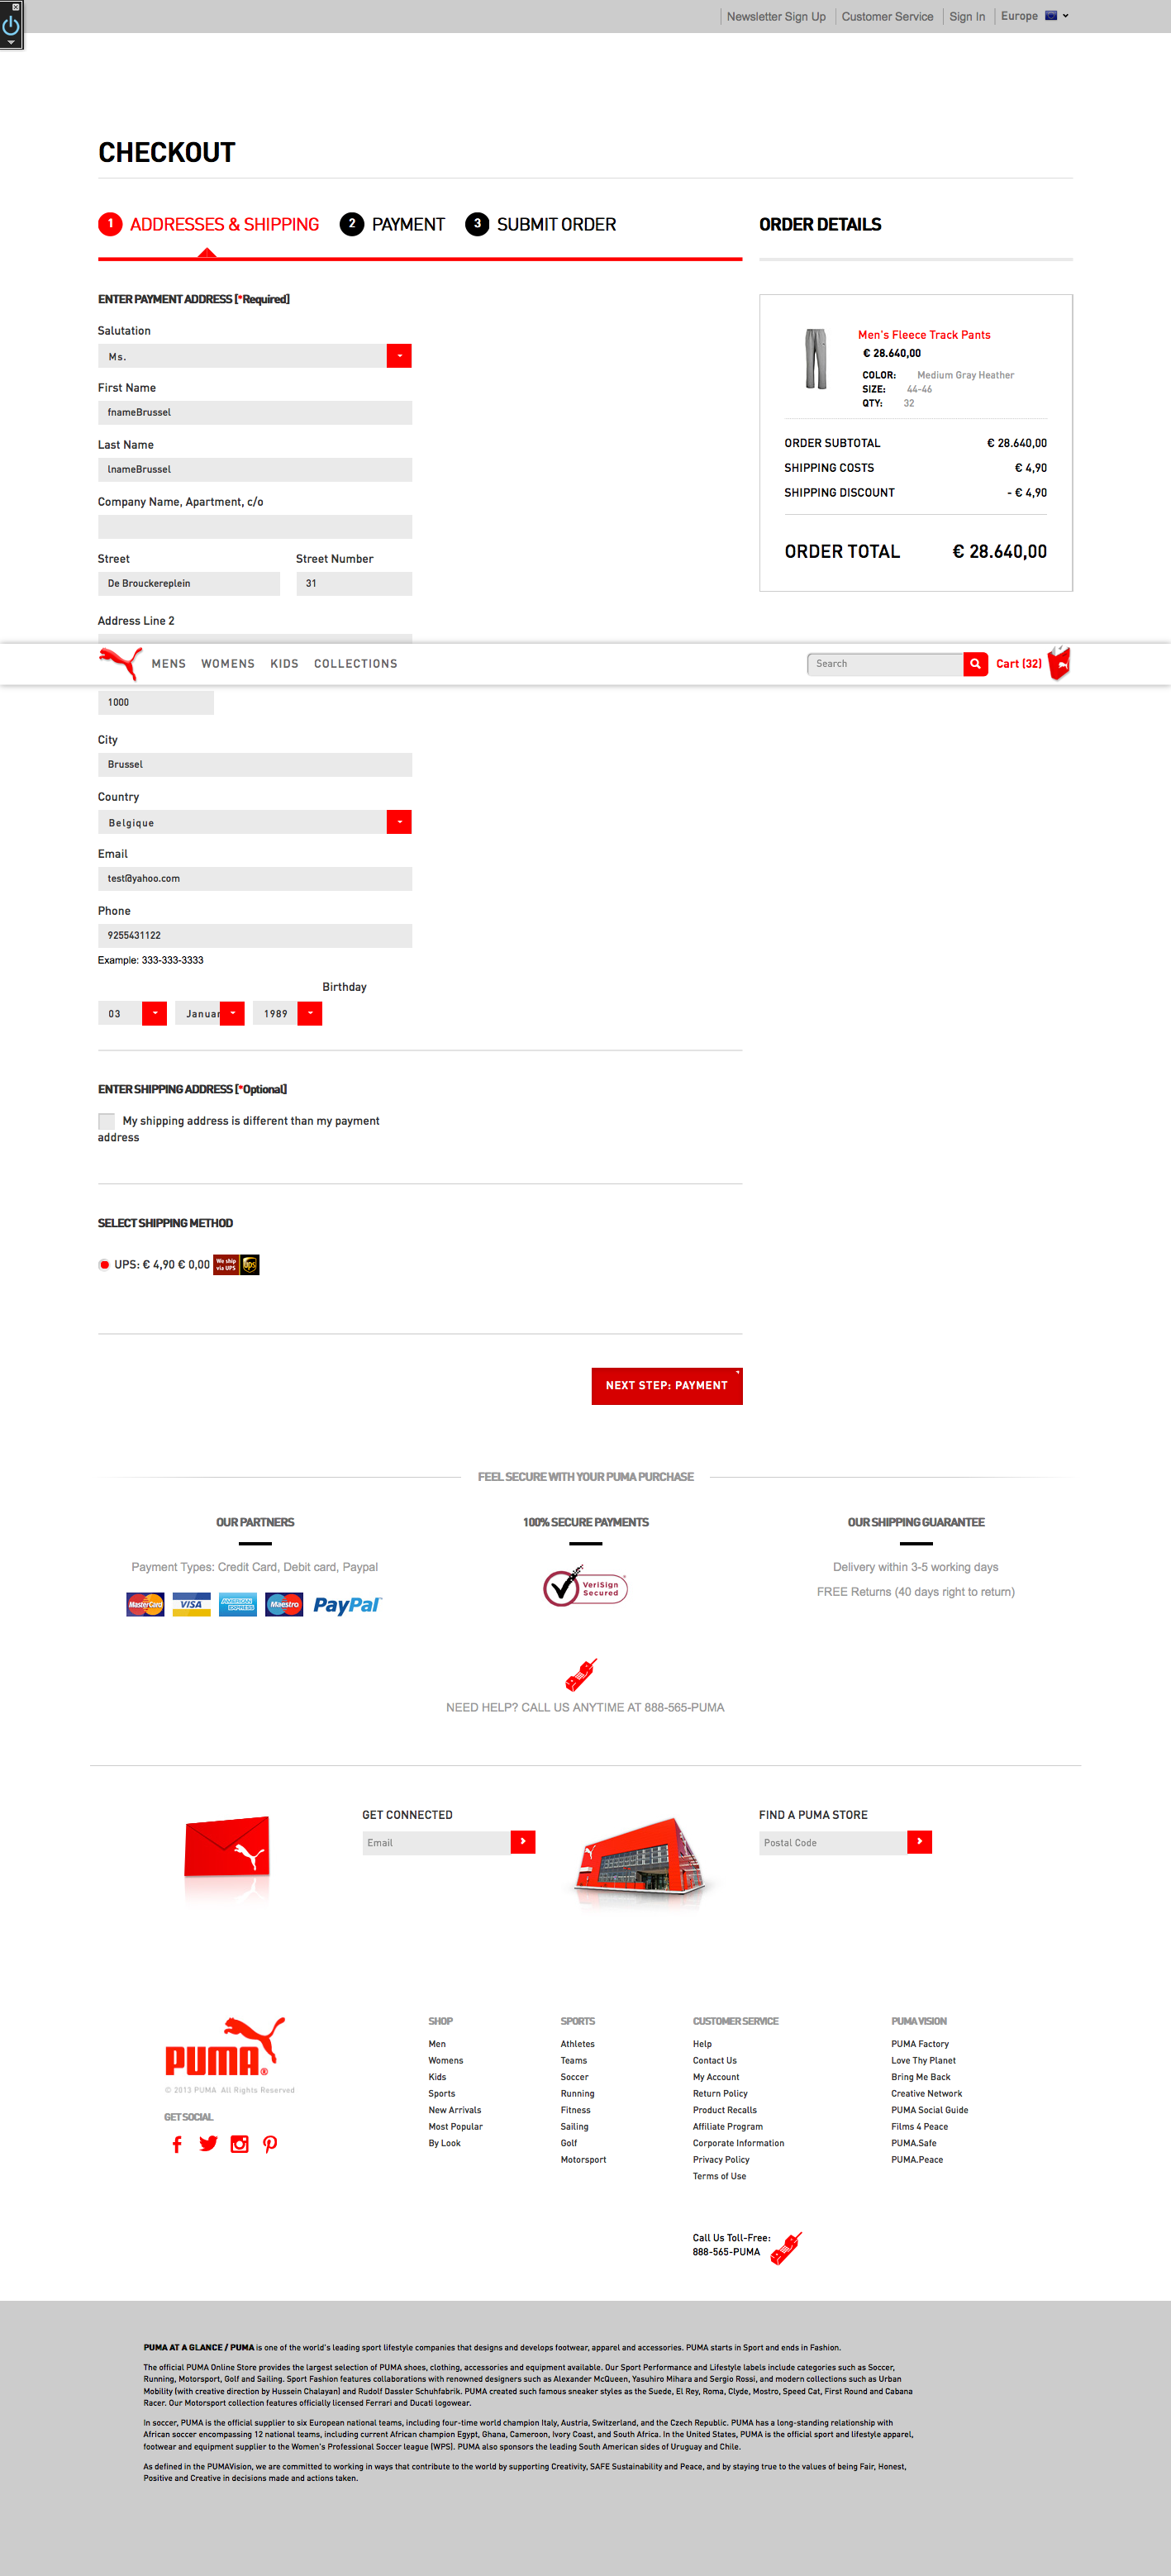 Newsletter Sign Up Customer Service Sign In Europe
CHECKOUT
1 ADDRESSES & SHIPPING 2 PAYMENT 3 SUBMIT ORDER
ENTER PAYMENT ADDRESS [*Required]
Salutation
Ms.
First Name
fnameBrussel
Last Name
lnameBrussel
Company Name, Apartment, c/o
Street Street Number
De Brouckereplein 31
Address Line 2
ORDER DETAILS
Men's Fleece Track Pants
€ 28.640,00
COLOR: Medium Gray Heather
SIZE: 44-46
QTY: 32
ORDER SUBTOTAL € 28.640,00
SHIPPING COSTS € 4,90
SHIPPING DISCOUNT - € 4,90
ORDER TOTAL € 28.640,00
MENS WOMENS KIDS COLLECTIONS Search Cart (32)
1000
City
Brussel
Country
Belgique
Email
test@yahoo.com
Phone
9255431122
Example: 333-333-3333
Birthday
03 Januar 1989
ENTER SHIPPING ADDRESS [*Optional]
My shipping address is different than my payment
address
SELECT SHIPPING METHOD
UPS: € 4,90 € 0,00 We ship
via UPS ups
NEXT STEP: PAYMENT
FEEL SECURE WITH YOUR PUMA PURCHASE
OUR PARTNERS
Payment Types: Credit Card, Debit card, Paypal
MasterCard VISA AMERICAN EXPRESS Maestro PayPal
100% SECURE PAYMENTS
VeriSign
Secured
OUR SHIPPING GUARANTEE
Delivery within 3-5 working days
FREE Returns (40 days right to return)
NEED HELP? CALL US ANYTIME AT 888-565-PUMA
GET CONNECTED
Email
FIND A PUMA STORE
Postal Code
PUMA®
© 2013 PUMA All Rights Reserved
GET SOCIAL
SHOP
Men
Womens
Kids
Sports
New Arrivals
Most Popular
By Look
SPORTS
Athletes
Teams
Soccer
Running
Fitness
Sailing
Golf
Motorsport
CUSTOMER SERVICE
Help
Contact Us
My Account
Return Policy
Product Recalls
Affiliate Program
Corporate Information
Privacy Policy
Terms of Use
Call Us Toll-Free:
888-565-PUMA
PUMA VISION
PUMA Factory
Love Thy Planet
Bring Me Back
Creative Network
PUMA Social Guide
Films 4 Peace
PUMA.Safe
PUMA.Peace
PUMA AT A GLANCE / PUMA is one of the world's leading sport lifestyle companies that designs and develops footwear, apparel and accessories. PUMA starts in Sport and ends in Fashion.
The official PUMA Online Store provides the largest selection of PUMA shoes, clothing, accessories and equipment available. Our Sport Performance and Lifestyle labels include categories such as Soccer,
Running, Motorsport, Golf and Sailing. Sport Fashion features collaborations with renowned designers such as Alexander McQueen, Yasuhiro Mihara and Sergio Rossi, and modern collections such as Urban
Mobility (with creative direction by Hussein Chalayan) and Rudolf Dassler Schuhfabrik. PUMA created such famous sneaker styles as the Suede, El Rey, Roma, Clyde, Mostro, Speed Cat, First Round and Cabana
Racer. Our Motorsport collection features officially licensed Ferrari and Ducati logowear.
In soccer, PUMA is the official supplier to six European national teams, including four-time world champion Italy, Austria, Switzerland, and the Czech Republic. PUMA has a long-standing relationship with
African soccer encompassing 12 national teams, including current African champion Egypt, Ghana, Cameroon, Ivory Coast, and South Africa. In the United States, PUMA is the official sport and lifestyle apparel,
footwear and equipment supplier to the Women's Professional Soccer league (WPS). PUMA also sponsors the leading South American sides of Uruguay and Chile.
As defined in the PUMAVision, we are committed to working in ways that contribute to the world by supporting Creativity, SAFE Sustainability and Peace, and by staying true to the values of being Fair, Honest,
Positive and Creative in decisions made and actions taken.